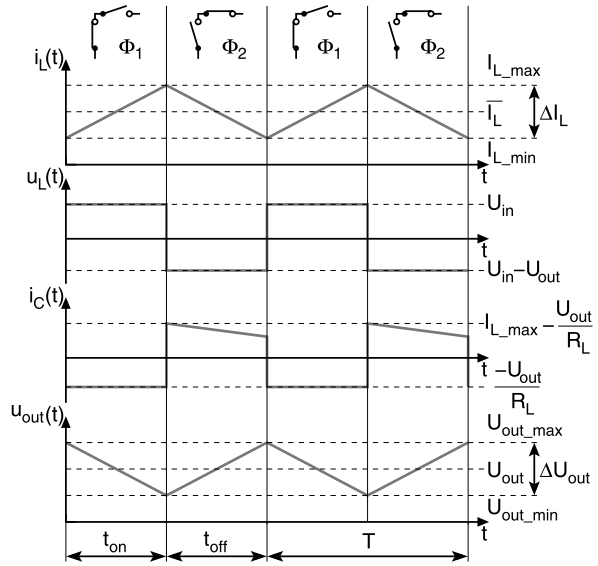 Φ1 Φ2 Φ1 Φ2
iL(t)
IL_max
IL
ΔIL
IL_min
t
uL(t)
Uin
t
Uin–Uout
iC(t)
IL_max – Uout/RL
t
–Uout/RL
uout(t)
Uout_max
Uout
ΔUout
Uout_min
t
ton toff T